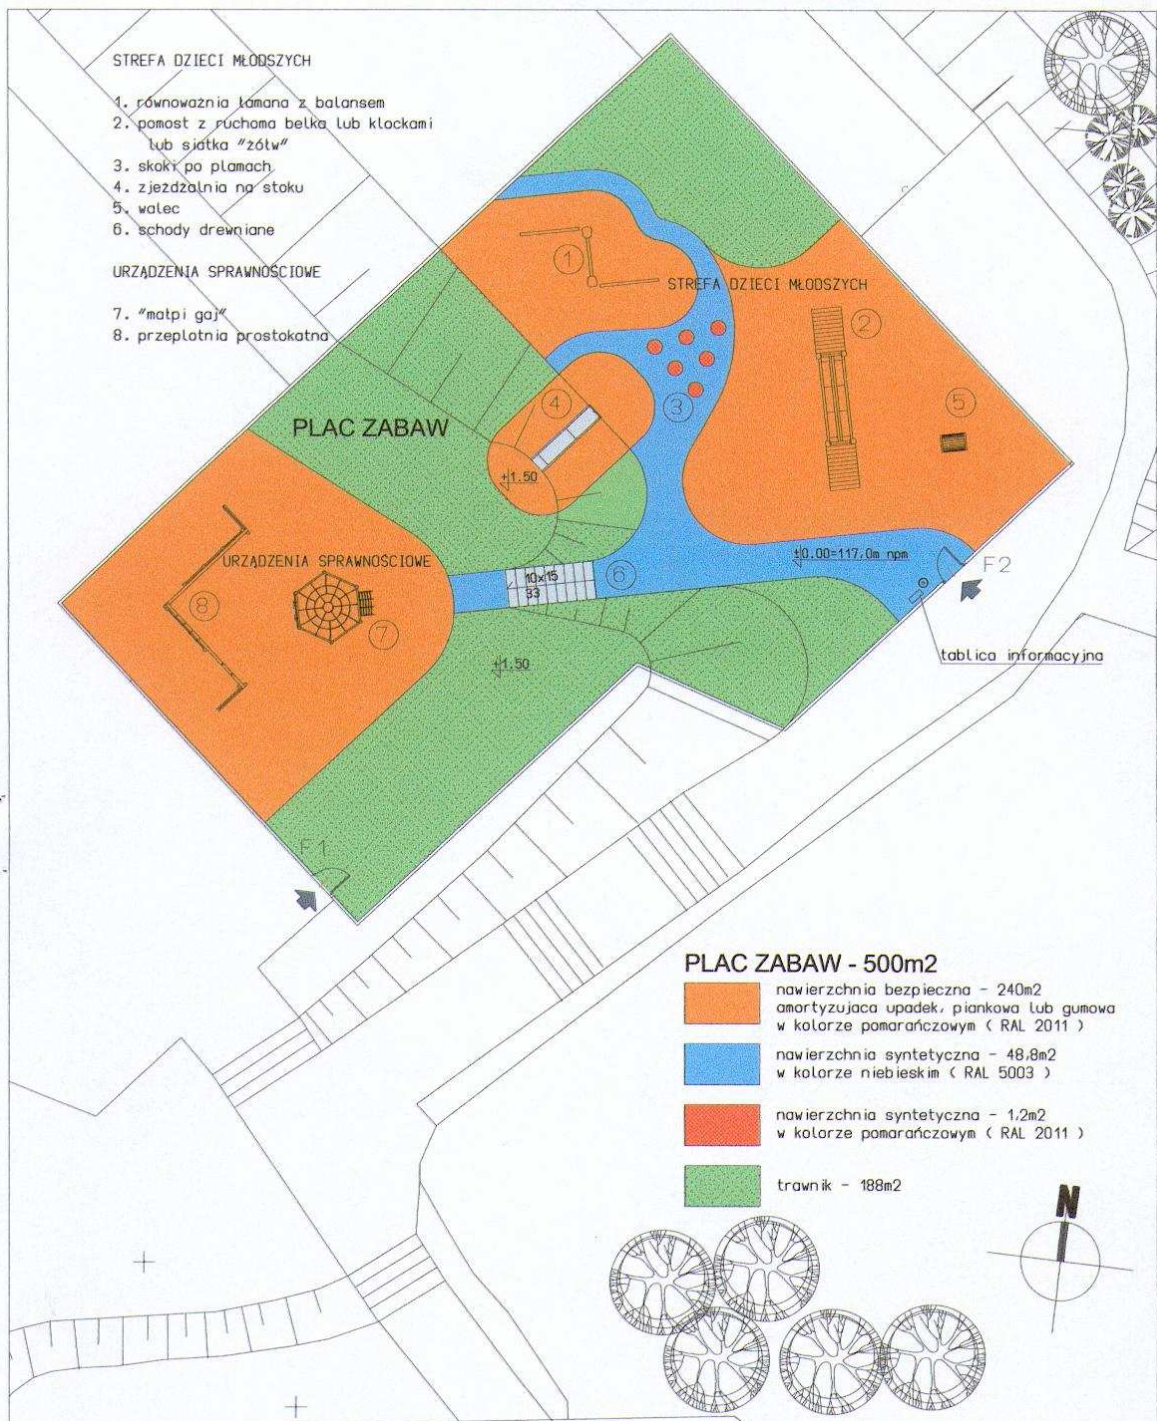 STREFA DZIECI MŁODSZYCH
1. równoważnia łamana z balansem
2. pomost z ruchoma belka lub klockami
lub siatka "żółw"
3. skoki po plamach
4. zjeżdżalnia na stoku
5. walec
6. schody drewniane
URZĄDZENIA SPRAWNOŚCIOWE
7. "małpi gaj"
8. przeplotnia prostokatna
1
STREFA DZIECI MŁODSZYCH
2
3
4
5
PLAC ZABAW
+1.50
URZĄDZENIA SPRAWNOŚCIOWE
±0.00=117.0m npm
F2
10x15
33
6
8
7
+1.50
tablica informacyjna
F1
PLAC ZABAW - 500m2
nawierzchnia bezpieczna - 240m2
amortyzujaca upadek, piankowa lub gumowa
w kolorze pomarańczowym ( RAL 2011 )
nawierzchnia syntetyczna - 48,8m2
w kolorze niebieskim ( RAL 5003 )
nawierzchnia syntetyczna - 1,2m2
w kolorze pomarańczowym ( RAL 2011 )
trawnik - 188m2
N